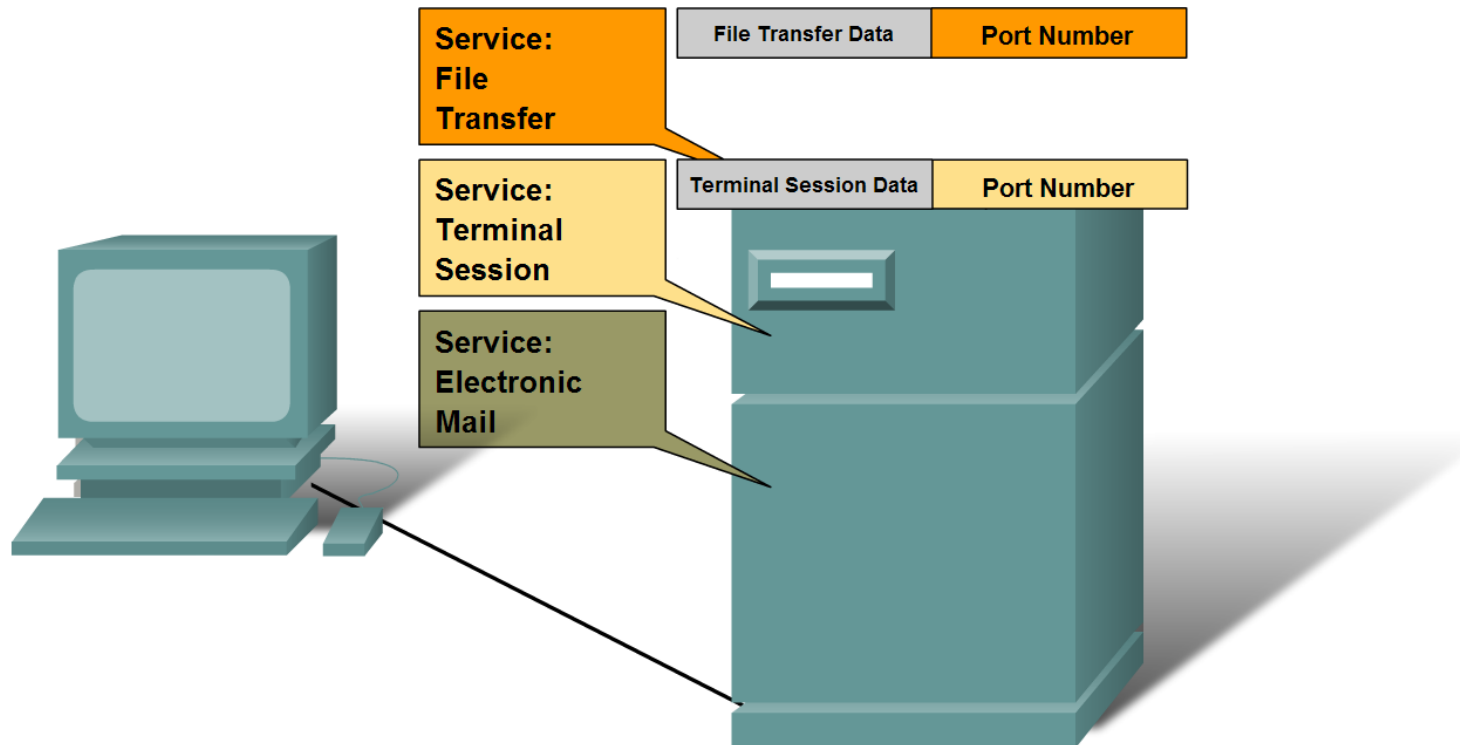 Service:
File
Transfer
File Transfer Data
Port Number
Service:
Terminal
Session
Terminal Session Data
Port Number
Service:
Electronic
Mail